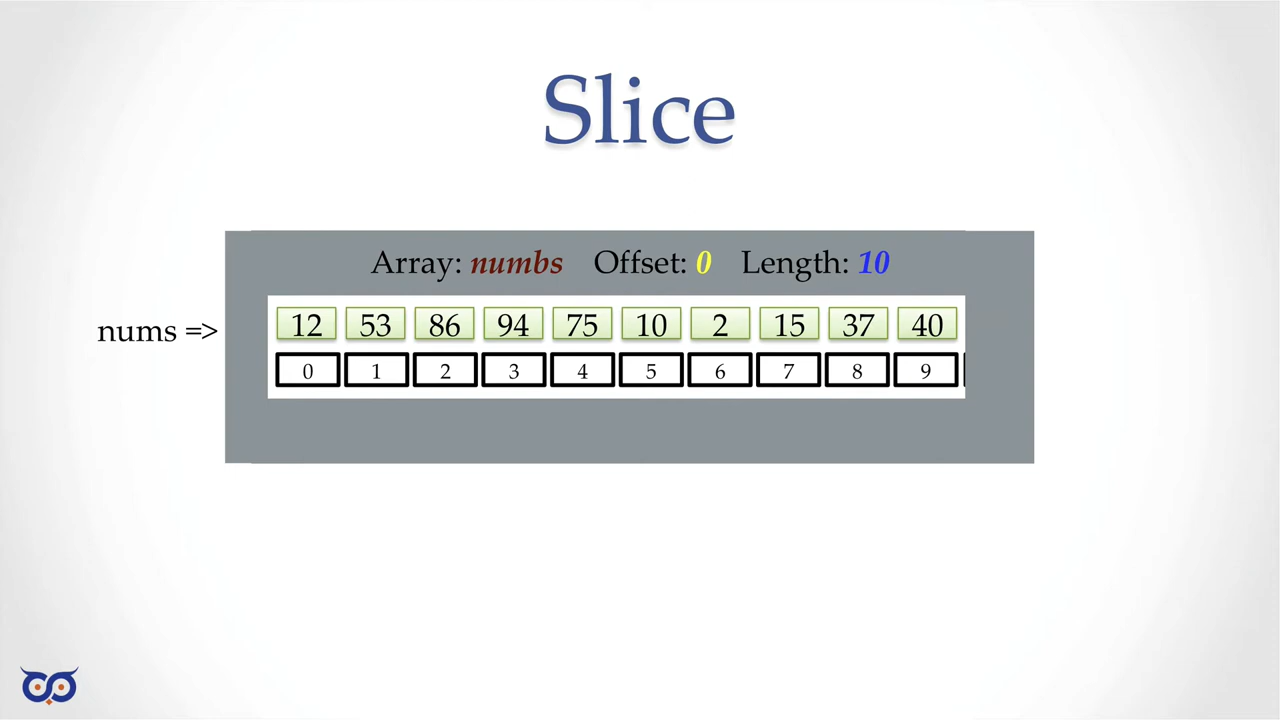 Slice
Array: numbs Offset: 0 Length: 10
nums =>
12 53 86 94 75 10 2 15 37 40
0 1 2 3 4 5 6 7 8 9